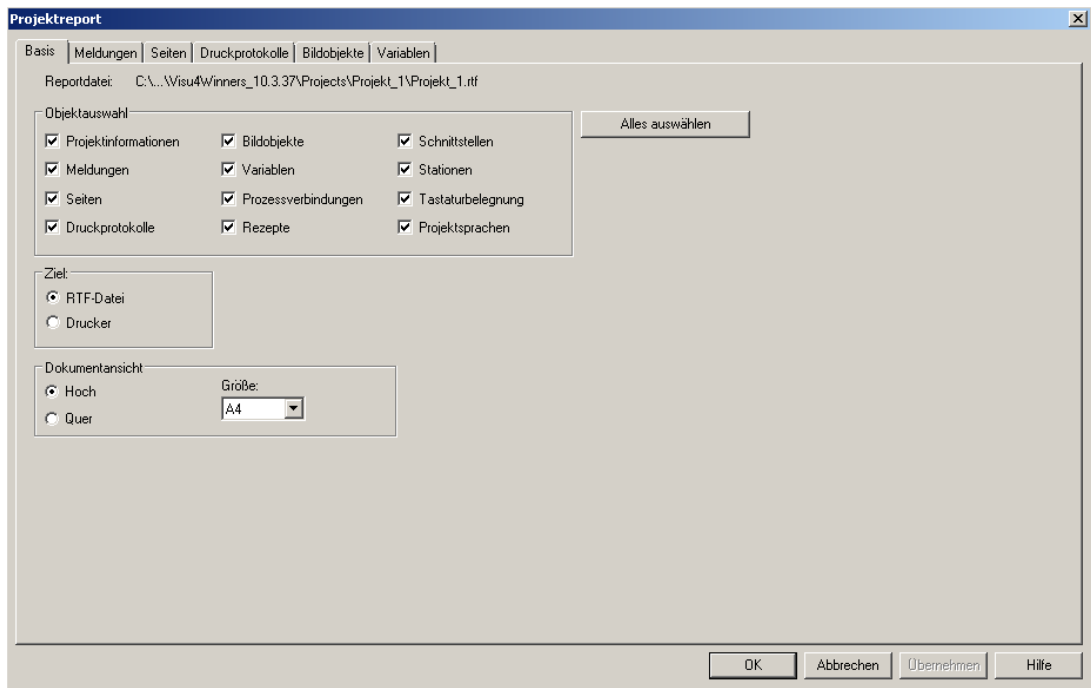 Projektreport
Basis Meldungen Seiten Druckprotokolle Bildobjekte Variablen
Reportdatei: C:\...\Visu4Winners_10.3.37\Projects\Projekt_1\Projekt_1.rtf
Objektauswahl
Alles auswählen
Projektinformationen Bildobjekte Schnittstellen
Meldungen Variablen Stationen
Seiten Prozessverbindungen Tastaturbelegnung
Druckprotokolle Rezepte Projektsprachen
Ziel:
RTF-Datei
Drucker
Dokumentansicht
Hoch Größe:
A4
Quer
OK Abbrechen Übernehmen Hilfe